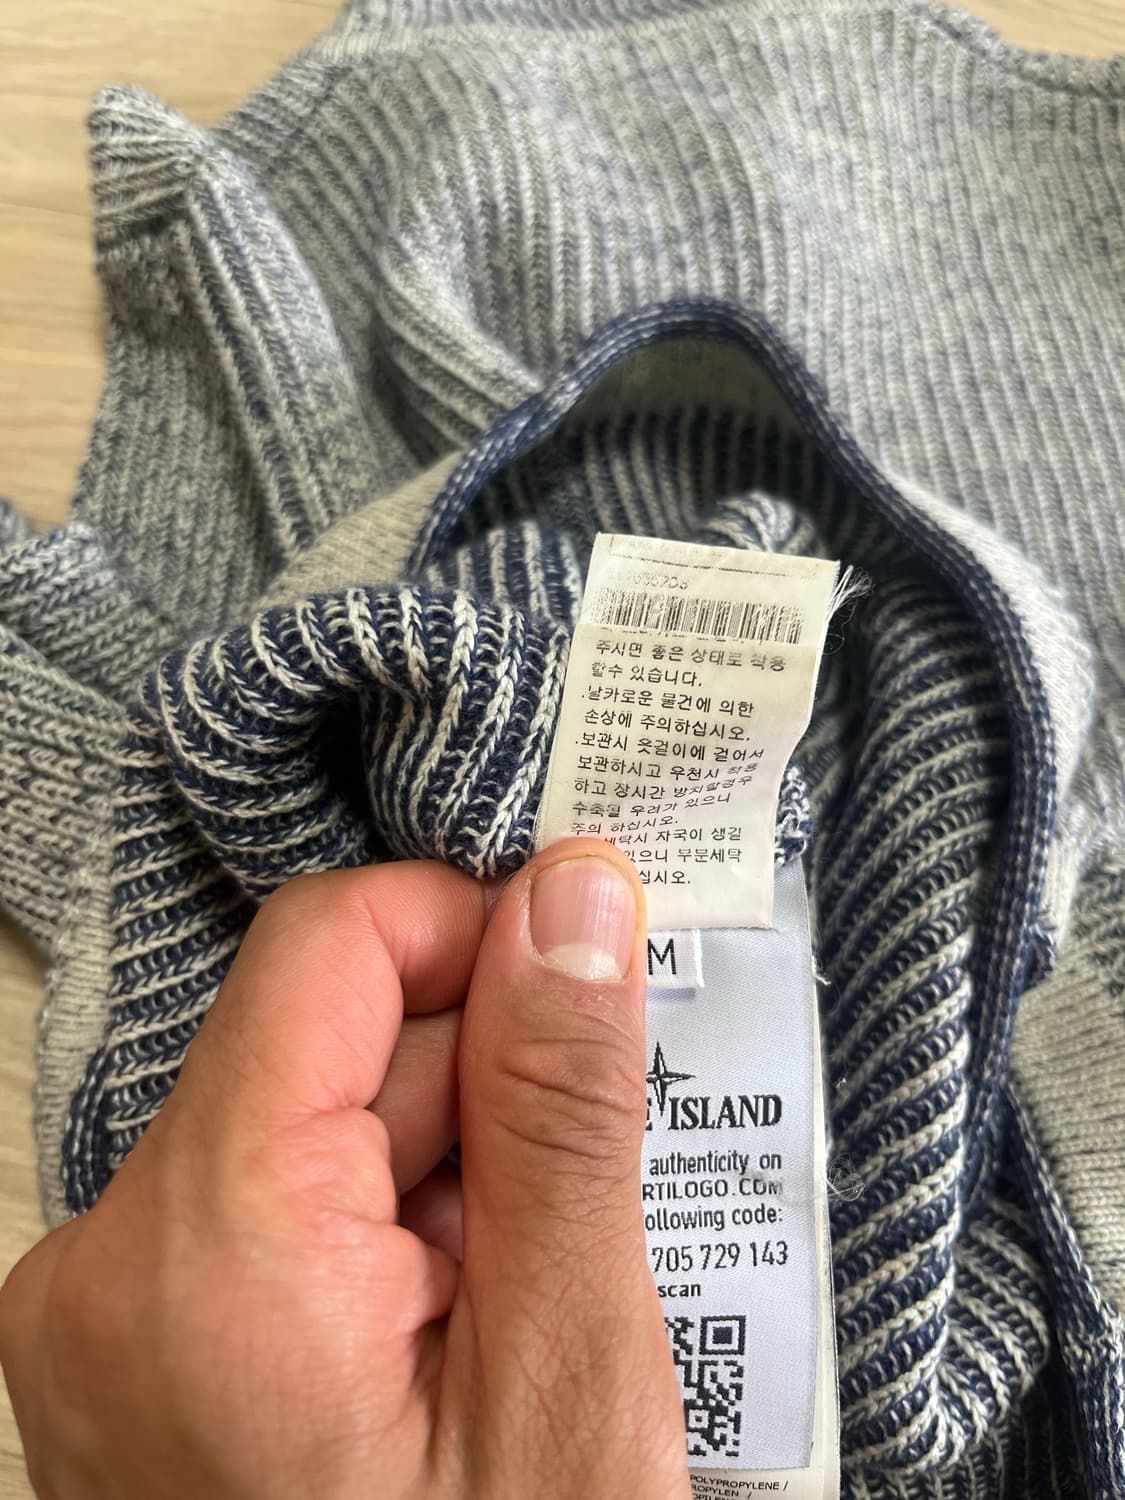 주시면 좋은 상태로 착용
할수 있습니다.
.날카로운 물건에 의한
손상에 주의하십시오.
.보관시 옷걸이에 걸어서
보관하시고 우천시 착용
하고 장시간 방치할경우
수축될 우려가 있으니
주의 하십시오.
세탁시 자국이 생길
있으니 부분세탁
십시오.
M
ISLAND
authenticity on
RTILOGO.COM
ollowing code:
705 729 143
scan
POLYPROPYLENE /
ROPYLEN /